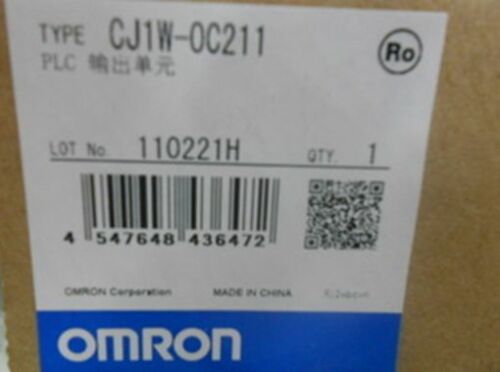 TYPE CJ1W-OC211
Ro
PLC 输出单元
LOT No 110221H QTY. 1
4 547648 436472
OMRON Corporation MADE IN CHINA
OMRON